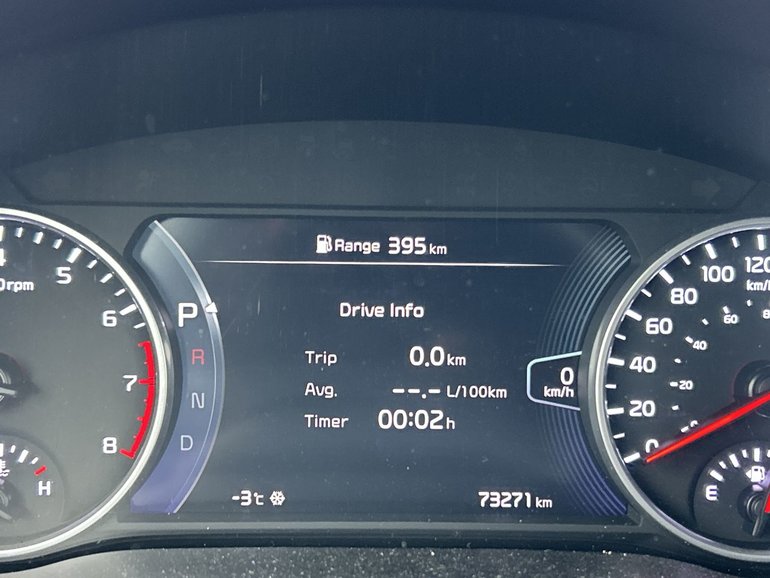 Range 395 km
Drive Info
Trip 0.0 km
Avg. --.- L/100km
Timer 00:02 h
-3°C
73271 km
P
R
N
D
0
km/h
5
6
7
8
0rpm
H
0
20
40
60
80
100
120
km/h
20
40
60
E